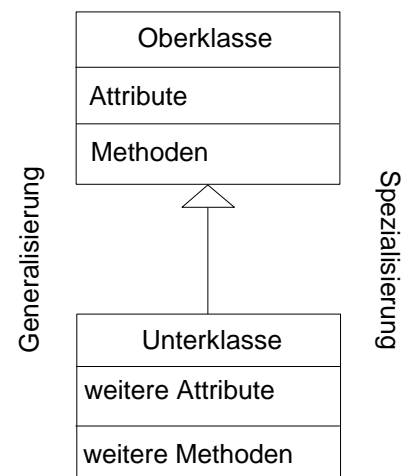 Oberklasse
Attribute
Methoden
Generalisierung
Spezialisierung
Unterklasse
weitere Attribute
weitere Methoden